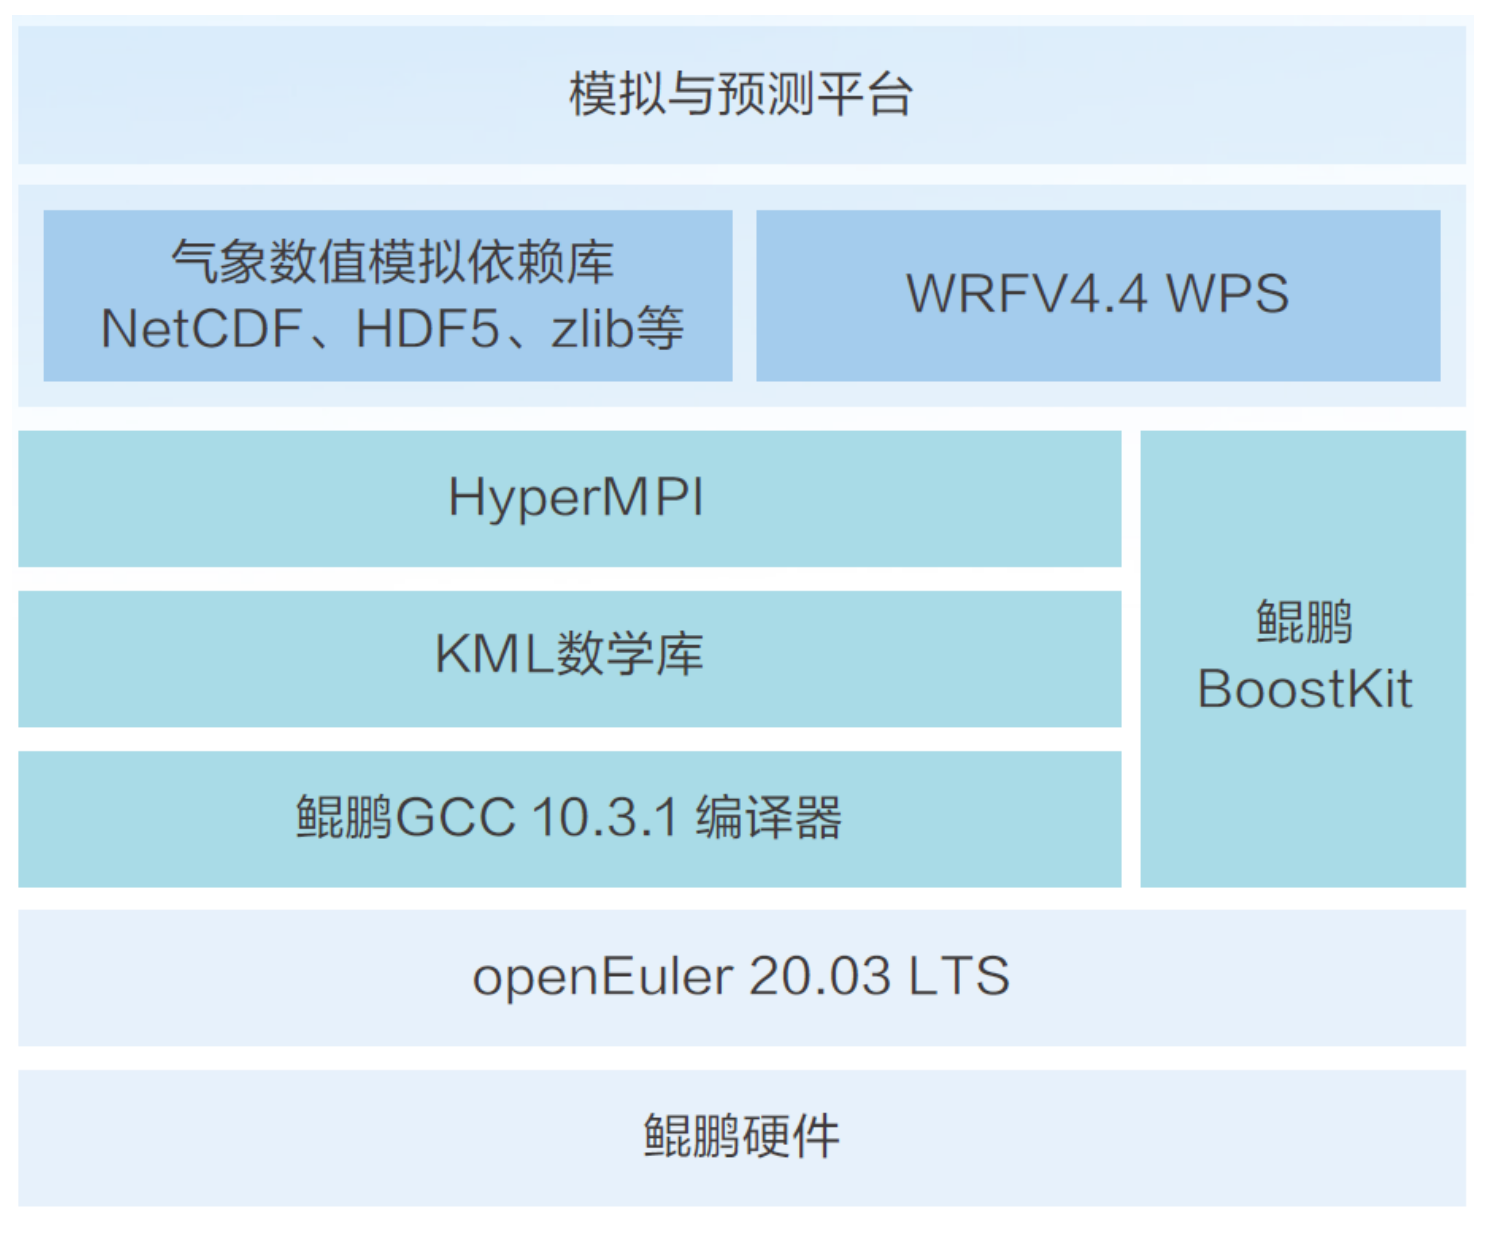 模拟与预测平台
气象数值模拟依赖库
NetCDF、HDF5、zlib等
WRFV4.4 WPS
HyperMPI
KML数学库
鲲鹏GCC 10.3.1 编译器
鲲鹏
BoostKit
openEuler 20.03 LTS
鲲鹏硬件